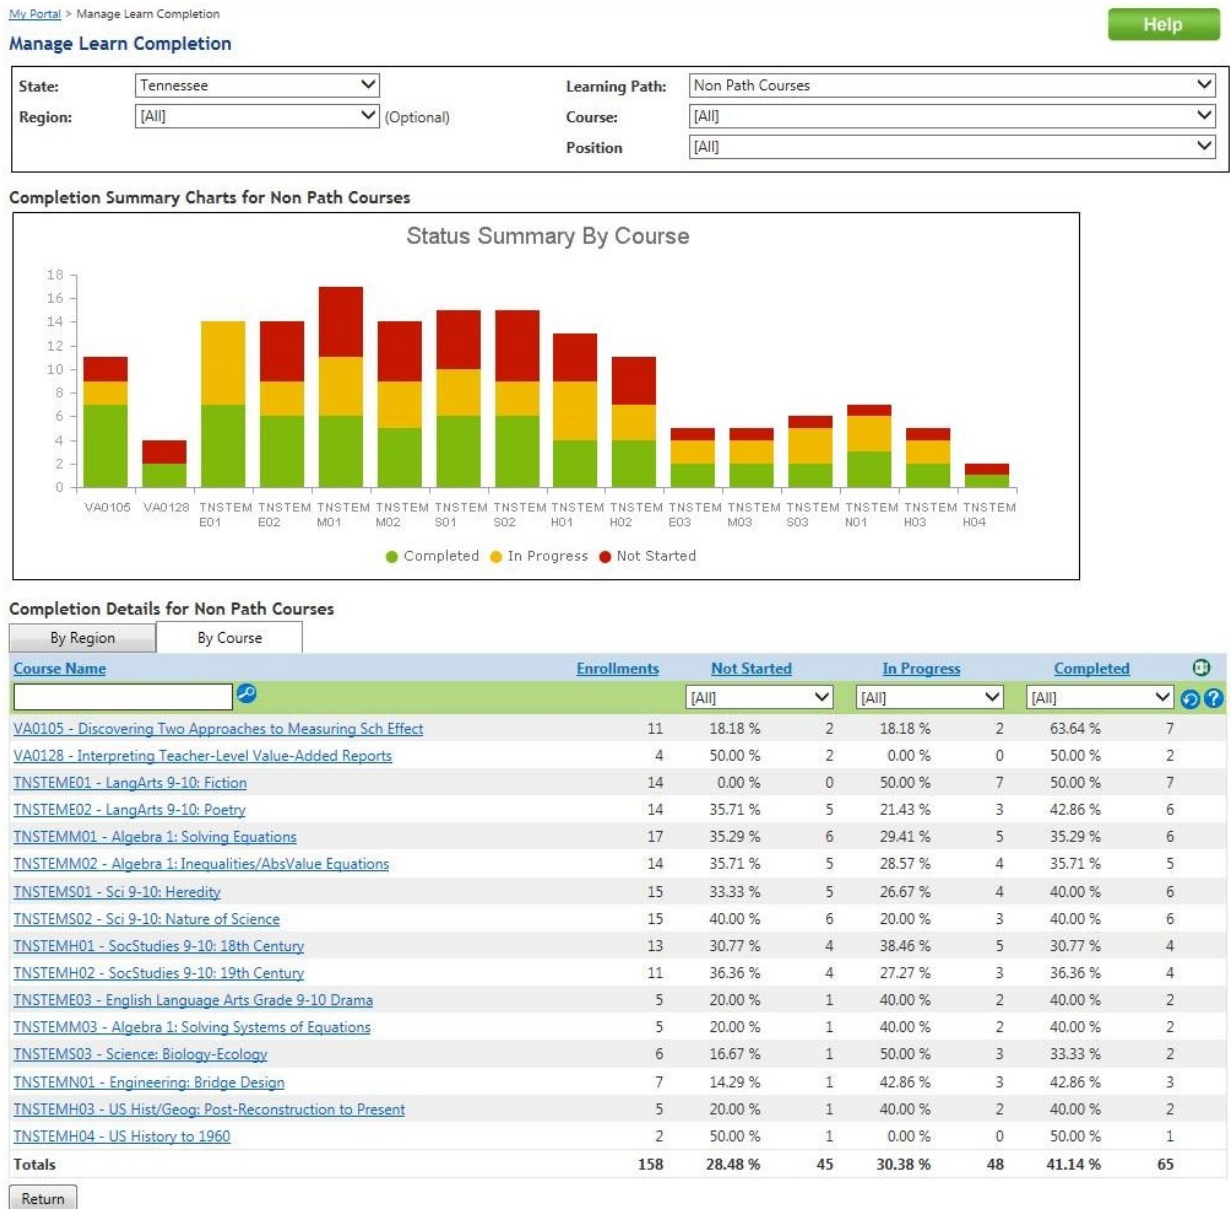 My Portal > Manage Learn Completion
Help
Manage Learn Completion
State: Tennessee Learning Path: Non Path Courses
Region: [All] (Optional) Course: [All]
Position [All]
Completion Summary Charts for Non Path Courses
Status Summary By Course
18
16
14
12
10
8
6
4
2
0
VA0105 VA0128 TNSTEM TNSTEM TNSTEM TNSTEM TNSTEM TNSTEM TNSTEM TNSTEM TNSTEM TNSTEM TNSTEM TNSTEM TNSTEM TNSTEM
E01 E02 M01 M02 S01 S02 H01 H02 E03 M03 S03 N01 H03 H04
Completed In Progress Not Started
Completion Details for Non Path Courses
By Region By Course
Course Name Enrollments Not Started In Progress Completed
[All] [All] [All] ?
VA0105 - Discovering Two Approaches to Measuring Sch Effect 11 18.18 % 2 18.18 % 2 63.64 % 7
VA0128 - Interpreting Teacher-Level Value-Added Reports 4 50.00 % 2 0.00 % 0 50.00 % 2
TNSTEME01 - LangArts 9-10: Fiction 14 0.00 % 0 50.00 % 7 50.00 % 7
TNSTEME02 - LangArts 9-10: Poetry 14 35.71 % 5 21.43 % 3 42.86 % 6
TNSTEMM01 - Algebra 1: Solving Equations 17 35.29 % 6 29.41 % 5 35.29 % 6
TNSTEMM02 - Algebra 1: Inequalities/AbsValue Equations 14 35.71 % 5 28.57 % 4 35.71 % 5
TNSTEMS01 - Sci 9-10: Heredity 15 33.33 % 5 26.67 % 4 40.00 % 6
TNSTEMS02 - Sci 9-10: Nature of Science 15 40.00 % 6 20.00 % 3 40.00 % 6
TNSTEMH01 - SocStudies 9-10: 18th Century 13 30.77 % 4 38.46 % 5 30.77 % 4
TNSTEMH02 - SocStudies 9-10: 19th Century 11 36.36 % 4 27.27 % 3 36.36 % 4
TNSTEME03 - English Language Arts Grade 9-10 Drama 5 20.00 % 1 40.00 % 2 40.00 % 2
TNSTEMM03 - Algebra 1: Solving Systems of Equations 5 20.00 % 1 40.00 % 2 40.00 % 2
TNSTEMS03 - Science: Biology-Ecology 6 16.67 % 1 50.00 % 3 33.33 % 2
TNSTEMN01 - Engineering: Bridge Design 7 14.29 % 1 42.86 % 3 42.86 % 3
TNSTEMH03 - US Hist/Geog: Post-Reconstruction to Present 5 20.00 % 1 40.00 % 2 40.00 % 2
TNSTEMH04 - US History to 1960 2 50.00 % 1 0.00 % 0 50.00 % 1
Totals 158 28.48 % 45 30.38 % 48 41.14 % 65
Return